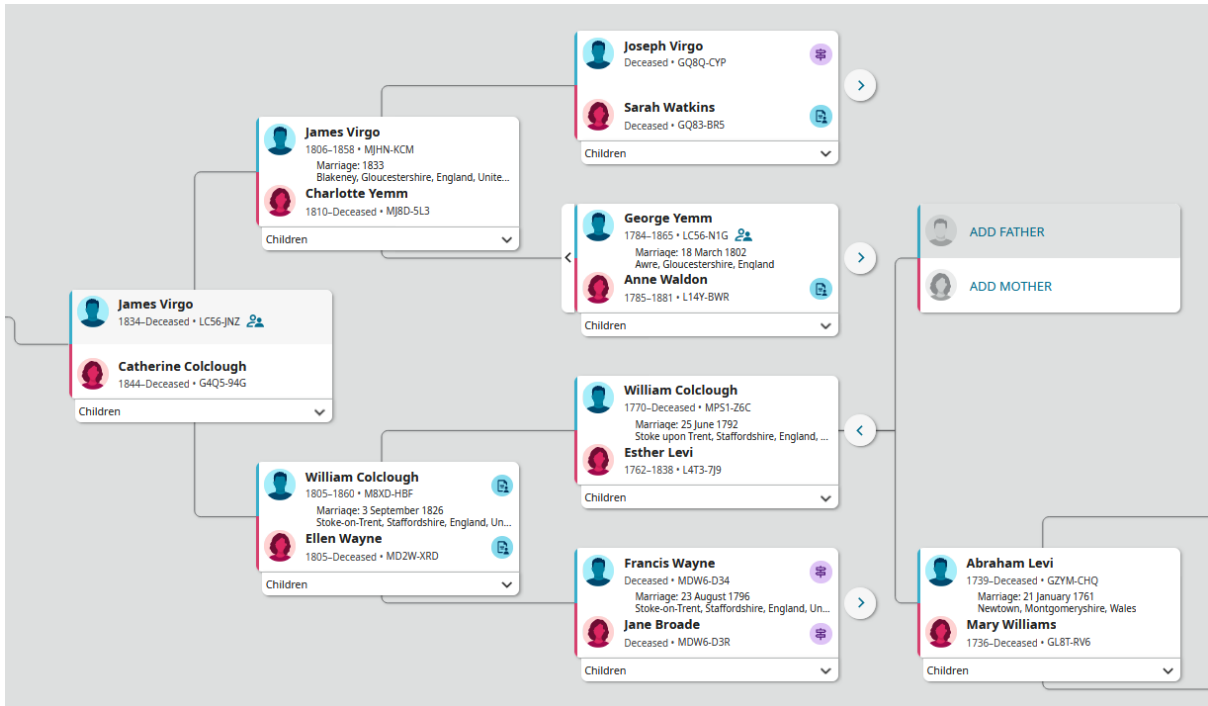 Joseph Virgo
Deceased • GQ8Q-CYP
Sarah Watkins
Deceased • GQ83-BR5
Children
James Virgo
1806–1858 • MJHN-KCM
Marriage: 1833
Blakeney, Gloucestershire, England, Unite...
Charlotte Yemm
1810–Deceased • MJ8D-5L3
Children
George Yemm
1784–1865 • LC56-N1G
Marriage: 18 March 1802
Awre, Gloucestershire, England
Anne Waldon
1785–1881 • L14Y-BWR
Children
ADD FATHER
ADD MOTHER
James Virgo
1834–Deceased • LC56-JNZ
Catherine Colclough
1844–Deceased • G4Q5-94G
Children
William Colclough
1770–Deceased • MPS1-Z6C
Marriage: 25 June 1792
Stoke upon Trent, Staffordshire, England, ...
Esther Levi
1762–1838 • L4T3-7J9
Children
William Colclough
1805–1860 • M8XD-HBF
Marriage: 3 September 1826
Stoke-on-Trent, Staffordshire, England, Un...
Ellen Wayne
1805–Deceased • MD2W-XRD
Children
Francis Wayne
Deceased • MDW6-D34
Marriage: 23 August 1796
Stoke-on-Trent, Staffordshire, England, Un...
Jane Broade
Deceased • MDW6-D3R
Children
Abraham Levi
1739–Deceased • GZYM-CHQ
Marriage: 21 January 1761
Newtown, Montgomeryshire, Wales
Mary Williams
1736–Deceased • GL8T-RV6
Children